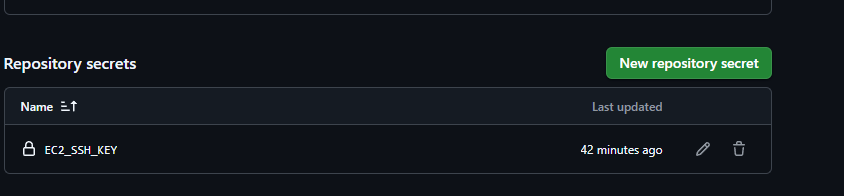 Repository secrets
New repository secret
Name
Last updated
EC2_SSH_KEY
42 minutes ago